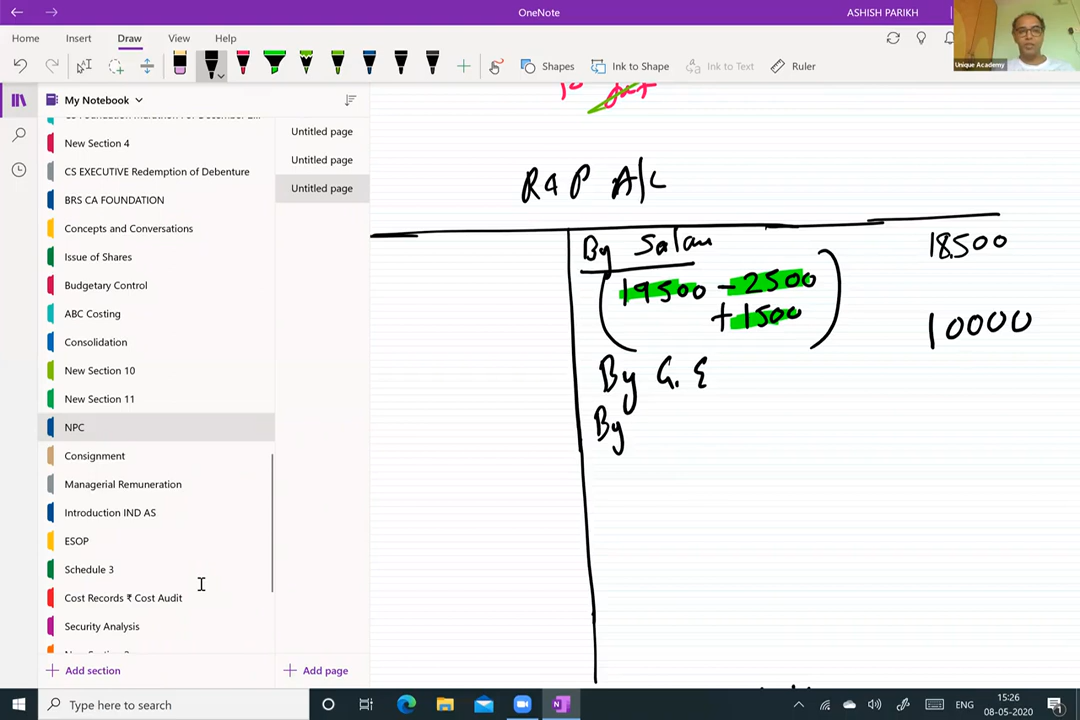 OneNote
ASHISH PARIKH
Home Insert Draw View Help
Shapes Ink to Shape Ink to Text Ruler
Unique Academy
My Notebook
New Section 4
CS EXECUTIVE Redemption of Debenture
BRS CA FOUNDATION
Concepts and Conversations
Issue of Shares
Budgetary Control
ABC Costing
Consolidation
New Section 10
New Section 11
NPC
Consignment
Managerial Remuneration
Introduction IND AS
ESOP
Schedule 3
Cost Records ₹ Cost Audit
Security Analysis
Add section
Untitled page
Untitled page
Untitled page
Add page
R & P A/C
By Salary 18500
(19500 - 2500
+ 1500)
10000
By G. E
By
Type here to search
ENG
15:26
08-05-2020
1